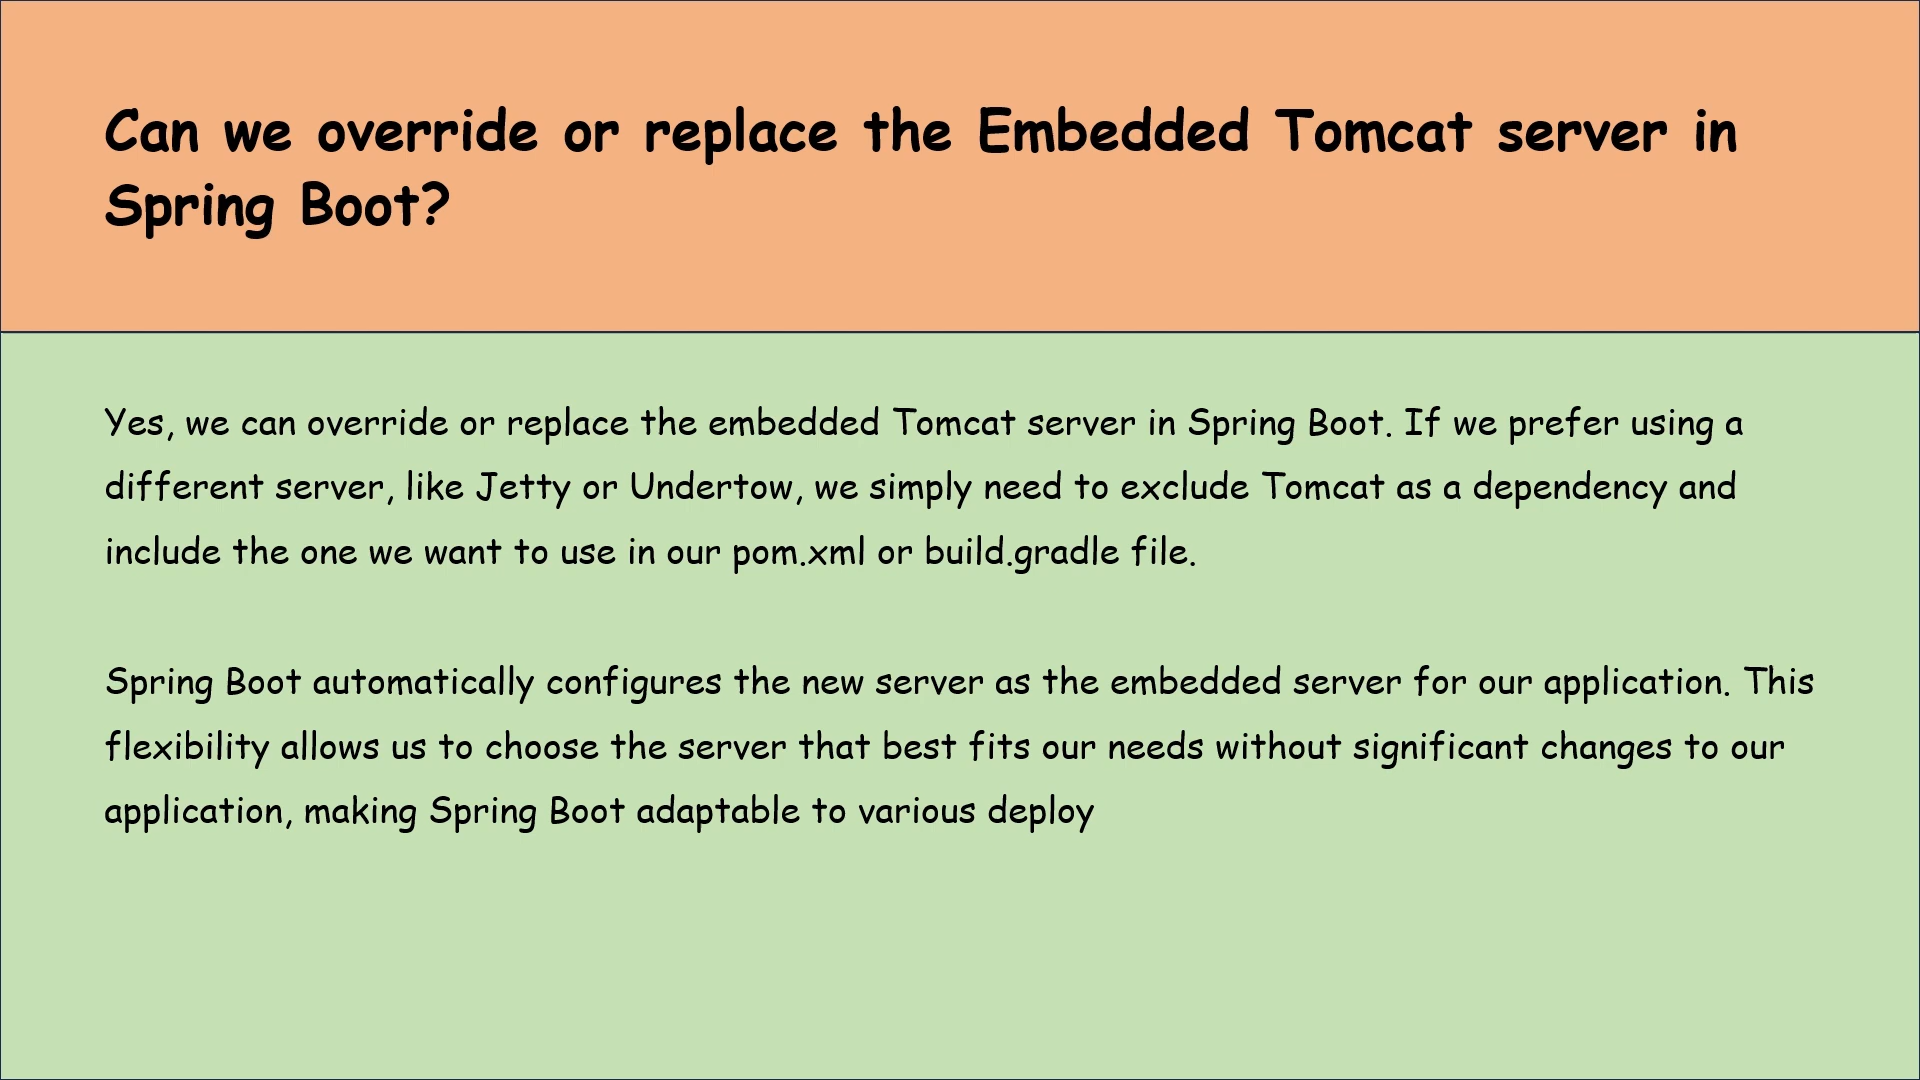 Can we override or replace the Embedded Tomcat server in
Spring Boot?
Yes, we can override or replace the embedded Tomcat server in Spring Boot. If we prefer using a
different server, like Jetty or Undertow, we simply need to exclude Tomcat as a dependency and
include the one we want to use in our pom.xml or build.gradle file.
Spring Boot automatically configures the new server as the embedded server for our application. This
flexibility allows us to choose the server that best fits our needs without significant changes to our
application, making Spring Boot adaptable to various deploy